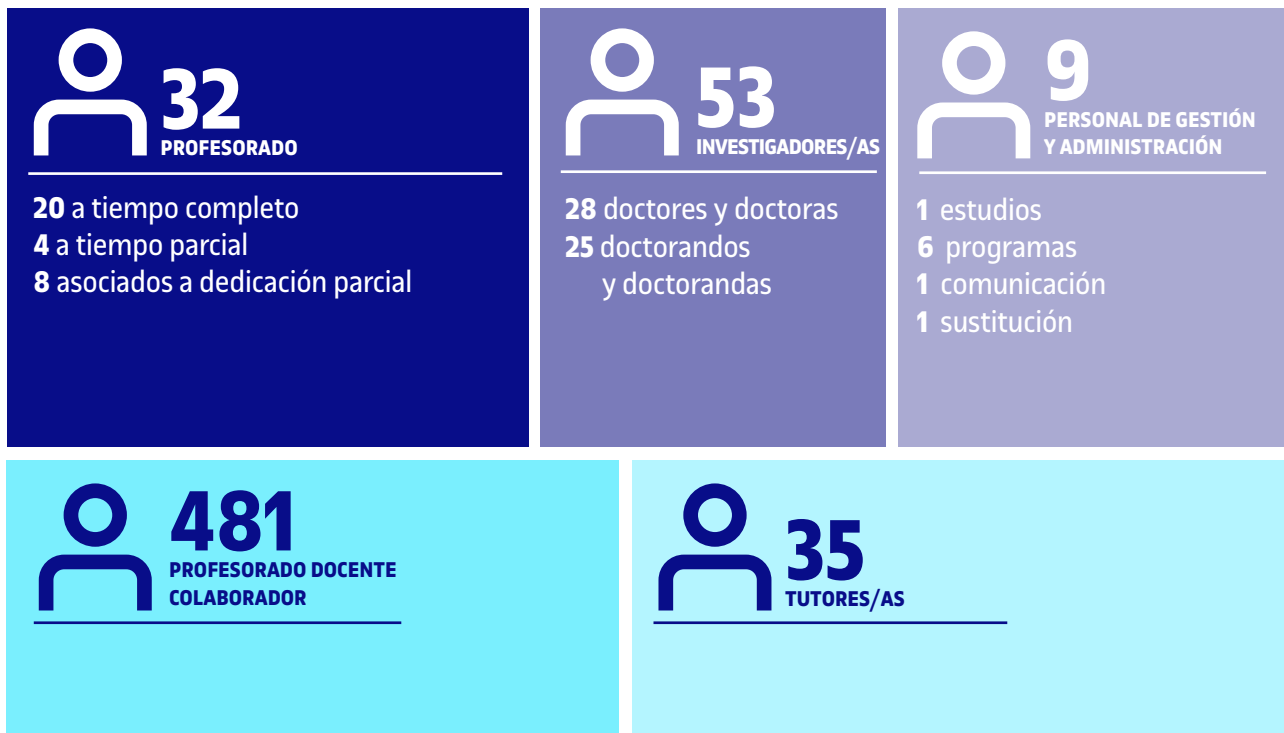 32
PROFESORADO
20 a tiempo completo
4 a tiempo parcial
8 asociados a dedicación parcial
53
INVESTIGADORES/AS
28 doctores y doctoras
25 doctorandos
y doctorandas
9
PERSONAL DE GESTIÓN
Y ADMINISTRACIÓN
1 estudios
6 programas
1 comunicación
1 sustitución
481
PROFESORADO DOCENTE
COLABORADOR
35
TUTORES/AS